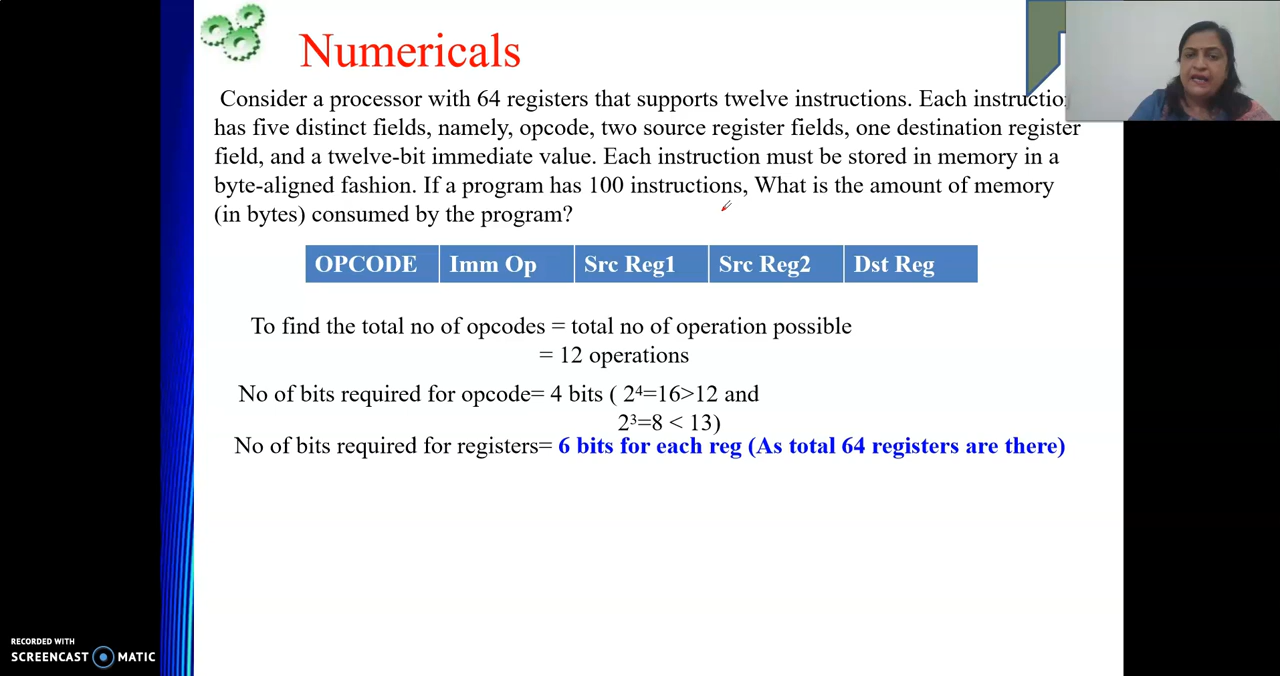 Numericals
Consider a processor with 64 registers that supports twelve instructions. Each instruction
has five distinct fields, namely, opcode, two source register fields, one destination register
field, and a twelve-bit immediate value. Each instruction must be stored in memory in a
byte-aligned fashion. If a program has 100 instructions, What is the amount of memory
(in bytes) consumed by the program?
OPCODE Imm Op Src Reg1 Src Reg2 Dst Reg
To find the total no of opcodes = total no of operation possible
= 12 operations
No of bits required for opcode= 4 bits ( 2⁴=16>12 and
2³=8 < 13)
No of bits required for registers= 6 bits for each reg (As total 64 registers are there)
RECORDED WITH
SCREENCAST MATIC